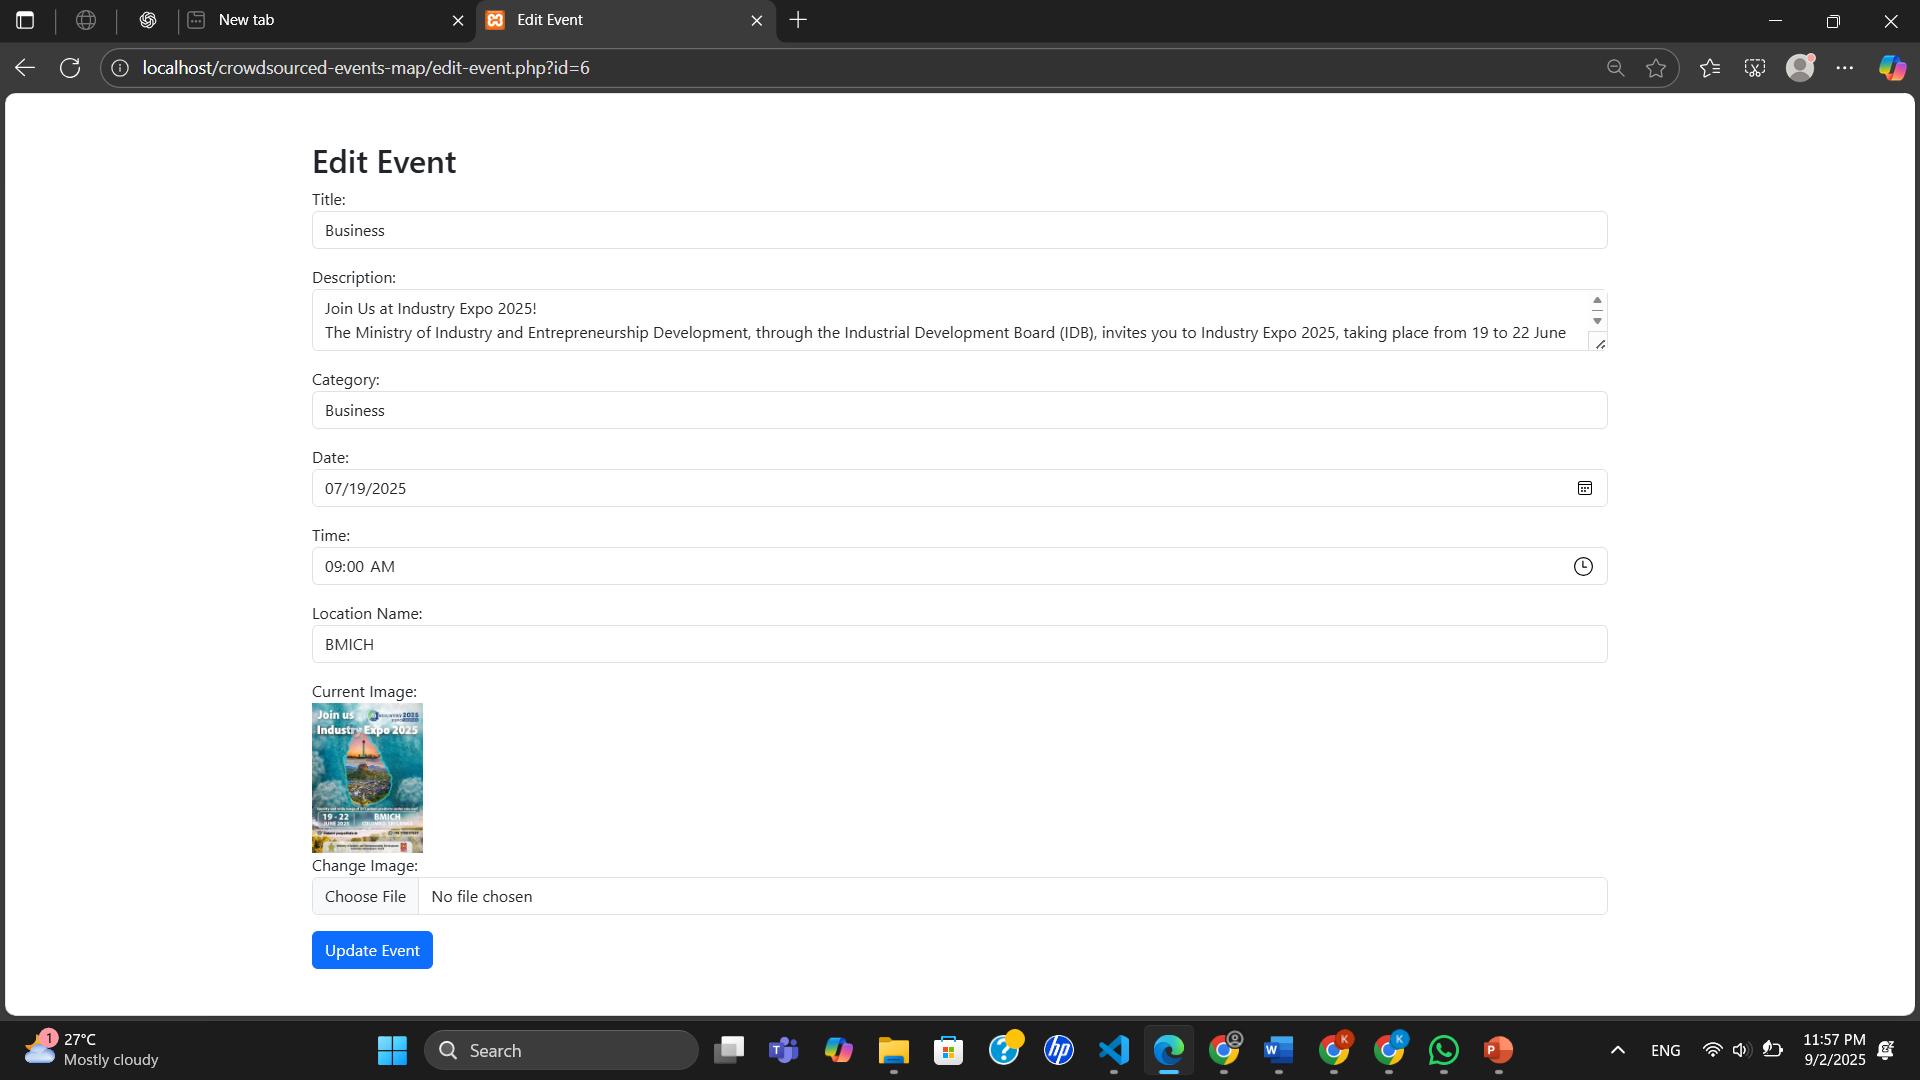 New tab
Edit Event
localhost/crowdsourced-events-map/edit-event.php?id=6
Edit Event
Title:
Business
Description:
Join Us at Industry Expo 2025!
The Ministry of Industry and Entrepreneurship Development, through the Industrial Development Board (IDB), invites you to Industry Expo 2025, taking place from 19 to 22 June
Category:
Business
Date:
07/19/2025
Time:
09:00 AM
Location Name:
BMICH
Current Image:
Join us
Industry Expo 2025
19 - 22
JUNE 2025
BMICH
Change Image:
Choose File
No file chosen
Update Event
1
27°C
Mostly cloudy
Search
ENG
11:57 PM
9/2/2025